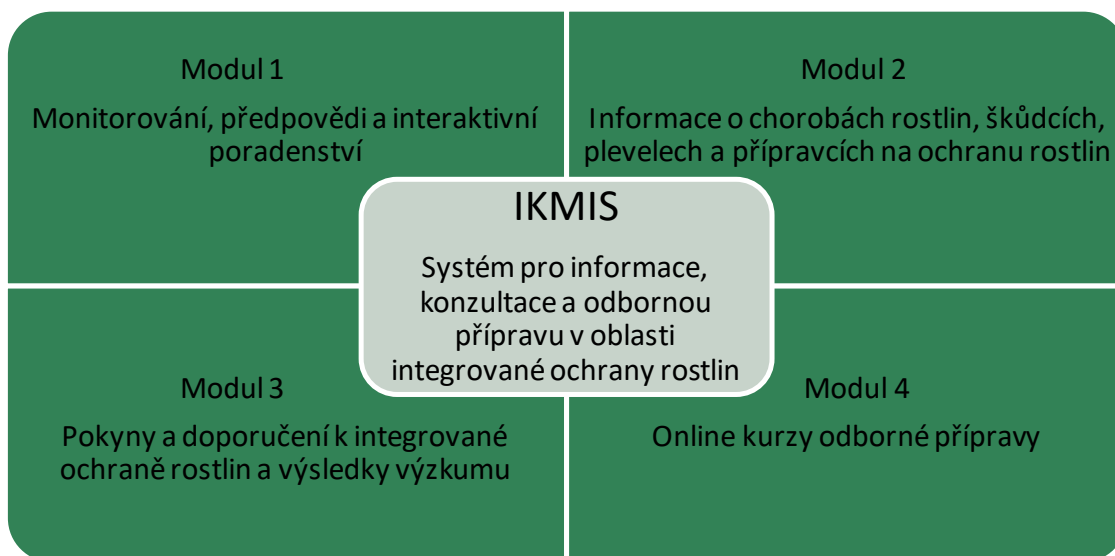 Modul 1
Monitorování, předpovědi a interaktivní
poradenství
Modul 2
Informace o chorobách rostlin, škůdcích,
plevelech a přípravcích na ochranu rostlin
IKMIS
Systém pro informace,
konzultace a odbornou
přípravu v oblasti
integrované ochrany rostlin
Modul 3
Pokyny a doporučení k integrované
ochraně rostlin a výsledky výzkumu
Modul 4
Online kurzy odborné přípravy